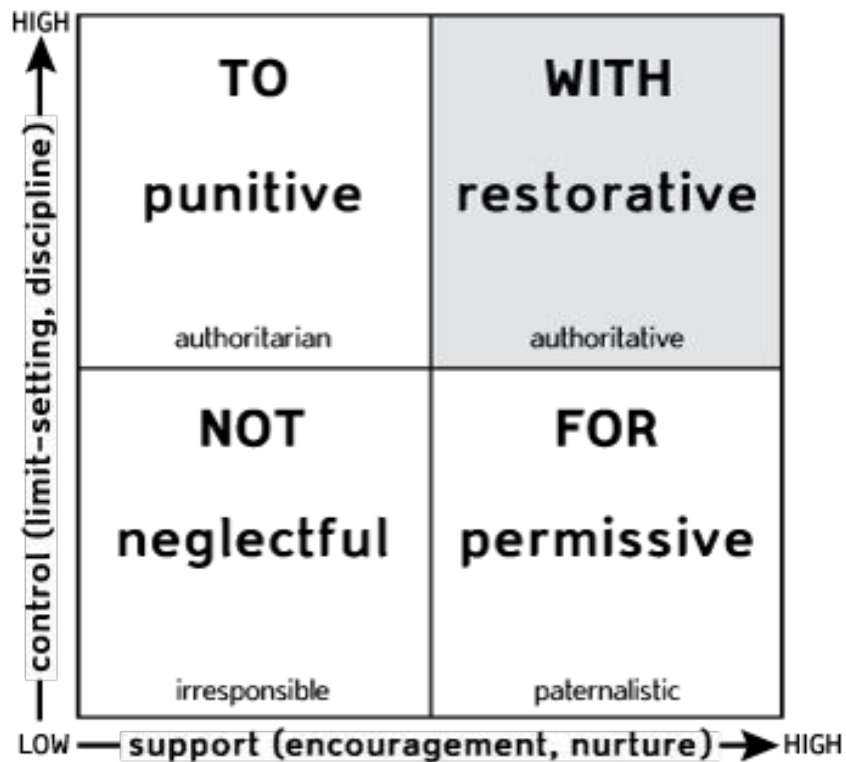 HIGH
control (limit-setting, discipline)
TO
punitive
authoritarian
WITH
restorative
authoritative
NOT
neglectful
irresponsible
FOR
permissive
paternalistic
LOW
support (encouragement, nurture)
HIGH